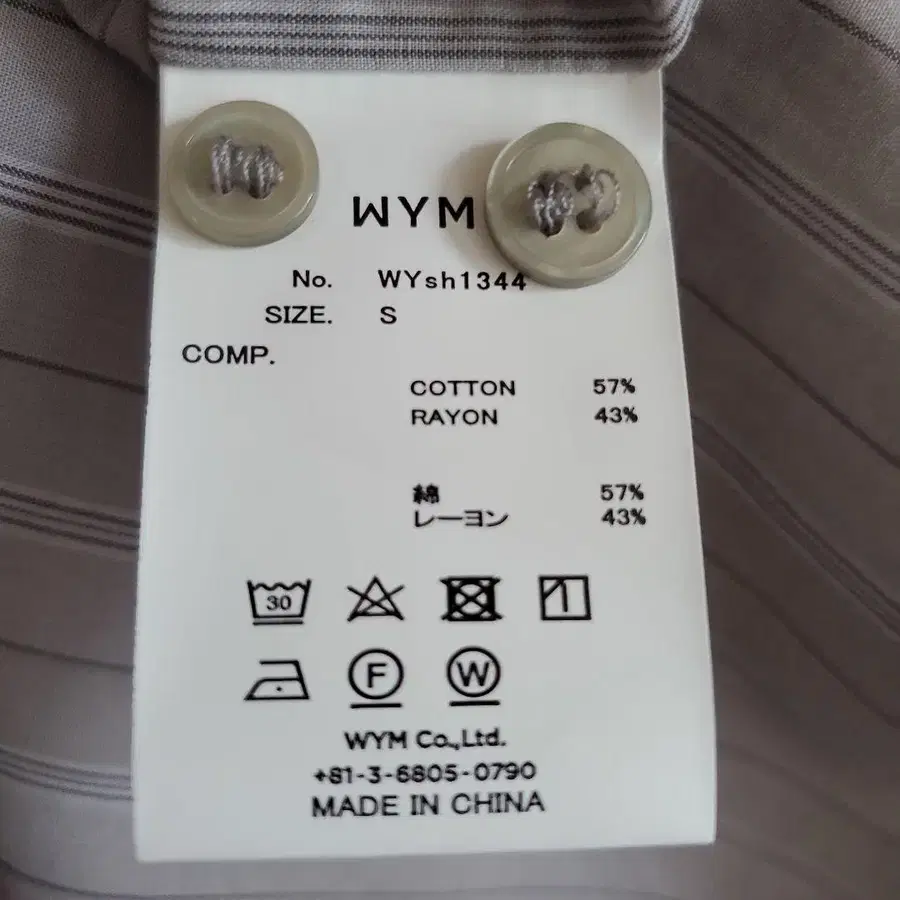 WYM
No. WYsh1344
SIZE. S
COMP.
COTTON 57%
RAYON 43%
綿 57%
レーヨン 43%
30
F W
WYM Co.,Ltd.
+81-3-6805-0790
MADE IN CHINA